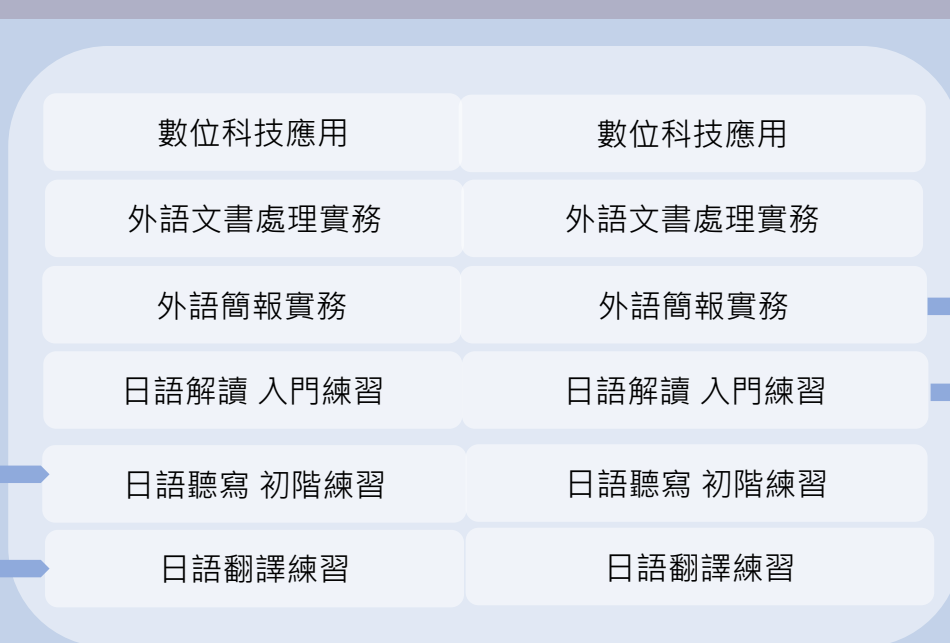 數位科技應用 數位科技應用
外語文書處理實務 外語文書處理實務
外語簡報實務 外語簡報實務
日語解讀 入門練習 日語解讀 入門練習
日語聽寫 初階練習 日語聽寫 初階練習
日語翻譯練習 日語翻譯練習